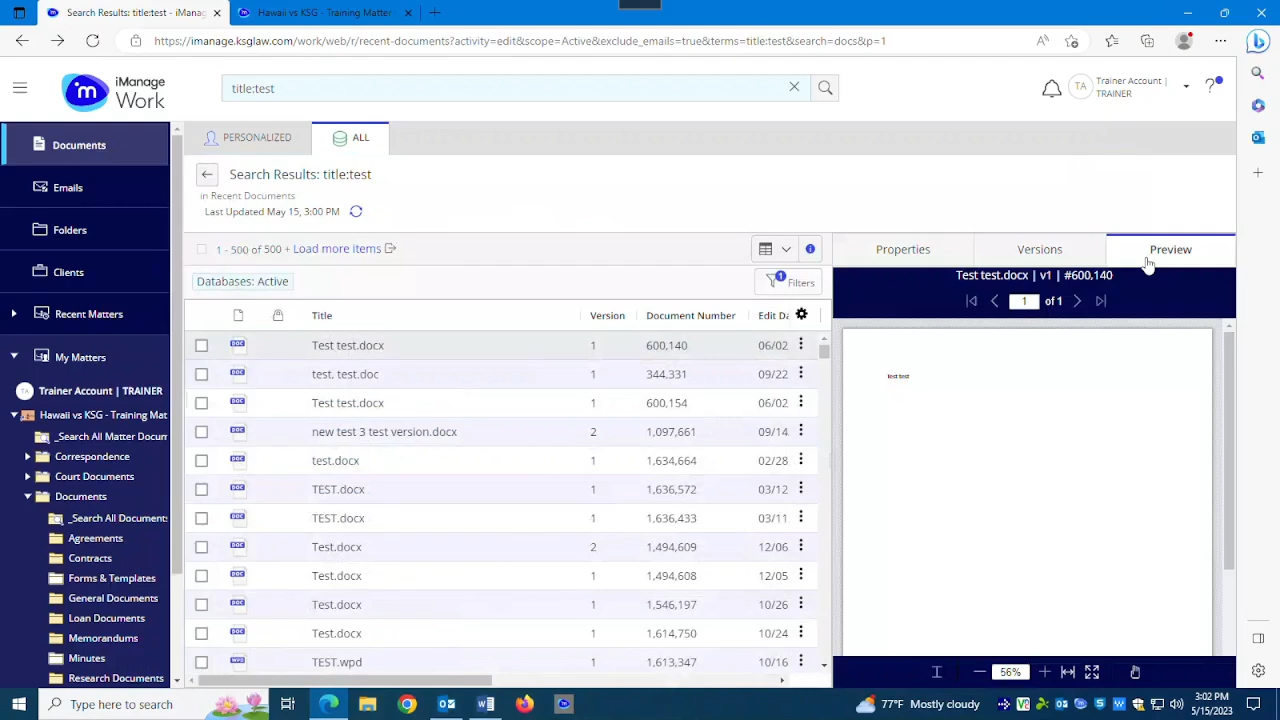 Search Results: title:test - iManag
Hawaii vs KSG - Training Matter
https://imanage.ksglaw.com/work/web/r/recent-documents?activity=edit&scope=Active&exclude_emails=true&terms=title:test&search=docs&p=1
iManage
Work
title:test
TA
Trainer Account |
TRAINER
PERSONALIZED
ALL
Documents
Emails
Folders
Clients
Recent Matters
My Matters
TA Trainer Account | TRAINER
Hawaii vs KSG - Training Mat
_Search All Matter Docum
Correspondence
Court Documents
Documents
_Search All Documents
Agreements
Contracts
Forms & Templates
General Documents
Loan Documents
Memorandums
Minutes
Research Documents
Search Results: title:test
in Recent Documents
Last Updated May 15, 3:00 PM
1 - 500 of 500 + Load more items
Databases: Active
1 Filters
Title Version Document Number Edit Da
Test test.docx 1 600,140 06/02
test, test.doc 1 344,331 09/22
Test test.docx 1 600,154 06/02
new test 3 test version.docx 2 1,097,661 09/14
test.docx 1 1,634,664 02/28
TEST.docx 1 1,636,572 03/12
TEST.docx 1 1,636,433 03/11
Test.docx 2 1,494,609 12/06
Test.docx 1 1,494,608 12/05
Test.docx 1 1,546,197 10/26
Test.docx 1 1,614,750 10/24
TEST.wpd 1 1,613,347 10/16
Properties
Versions
Preview
Test test.docx | v1 | #600,140
1 of 1
Test test
56%
Type here to search
77°F Mostly cloudy
3:02 PM
5/15/2023